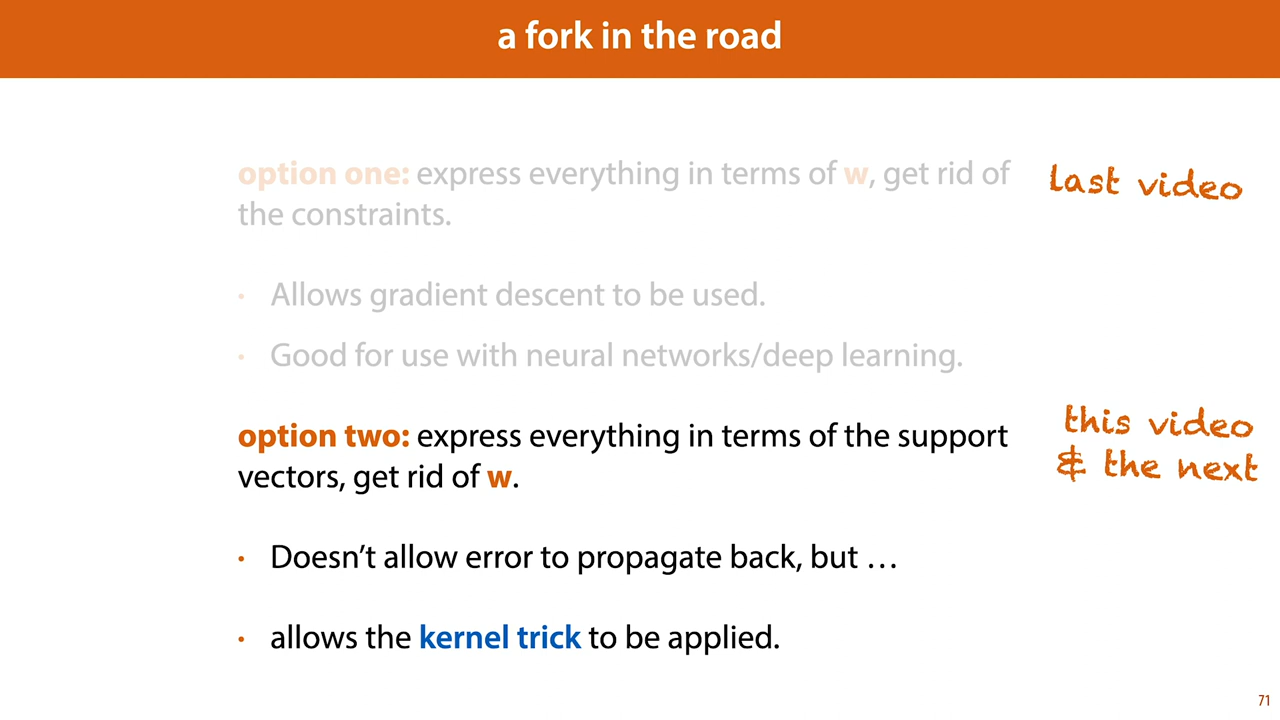 a fork in the road
option one: express everything in terms of w, get rid of
the constraints.
last video
• Allows gradient descent to be used.
• Good for use with neural networks/deep learning.
option two: express everything in terms of the support
vectors, get rid of w.
this video
& the next
• Doesn’t allow error to propagate back, but …
• allows the kernel trick to be applied.
71